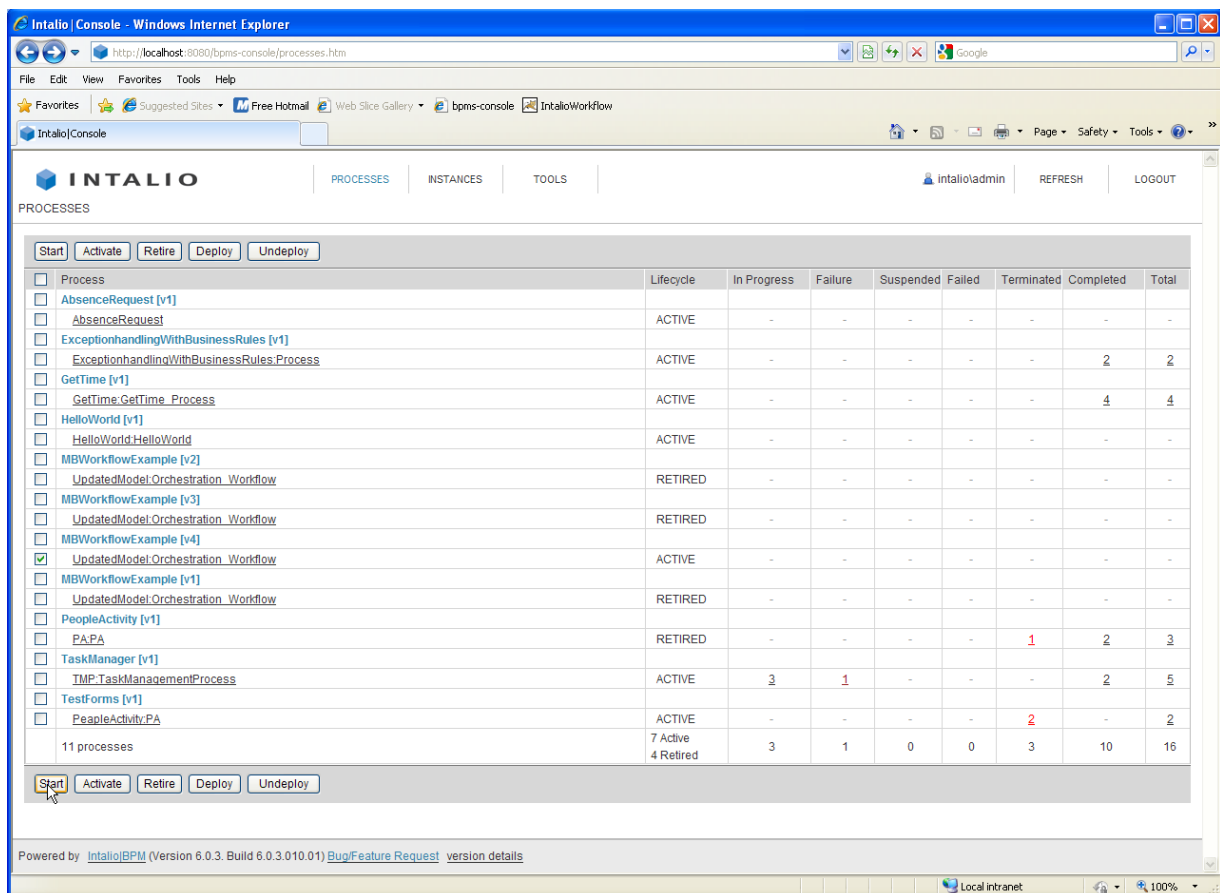 Intalio|Console - Windows Internet Explorer
http://localhost:8080/bpms-console/processes.htm
Google
File Edit View Favorites Tools Help
Favorites Suggested Sites Free Hotmail Web Slice Gallery bpms-console IntalioWorkflow
Intalio|Console Page Safety Tools »
INTALIO PROCESSES INSTANCES TOOLS intalio\admin REFRESH LOGOUT
PROCESSES
Start Activate Retire Deploy Undeploy
Process Lifecycle In Progress Failure Suspended Failed Terminated Completed Total
AbsenceRequest [v1]
AbsenceRequest ACTIVE - - - - - - -
ExceptionhandlingWithBusinessRules [v1]
ExceptionhandlingWithBusinessRules:Process ACTIVE - - - - - 2 2
GetTime [v1]
GetTime:GetTime_Process ACTIVE - - - - - 4 4
HelloWorld [v1]
HelloWorld:HelloWorld ACTIVE - - - - - - -
MBWorkflowExample [v2]
UpdatedModel:Orchestration_Workflow RETIRED - - - - - - -
MBWorkflowExample [v3]
UpdatedModel:Orchestration_Workflow RETIRED - - - - - - -
MBWorkflowExample [v4]
UpdatedModel:Orchestration_Workflow ACTIVE - - - - - - -
MBWorkflowExample [v1]
UpdatedModel:Orchestration_Workflow RETIRED - - - - - - -
PeopleActivity [v1]
PA:PA RETIRED - - - - 1 2 3
TaskManager [v1]
TMP:TaskManagementProcess ACTIVE 3 1 - - - 2 5
TestForms [v1]
PeapleActivity:PA ACTIVE - - - - 2 - 2
11 processes 7 Active 3 1 0 0 3 10 16
4 Retired
Start Activate Retire Deploy Undeploy
Powered by Intalio|BPM (Version 6.0.3. Build 6.0.3.010.01) Bug/Feature Request version details
Local intranet 100%